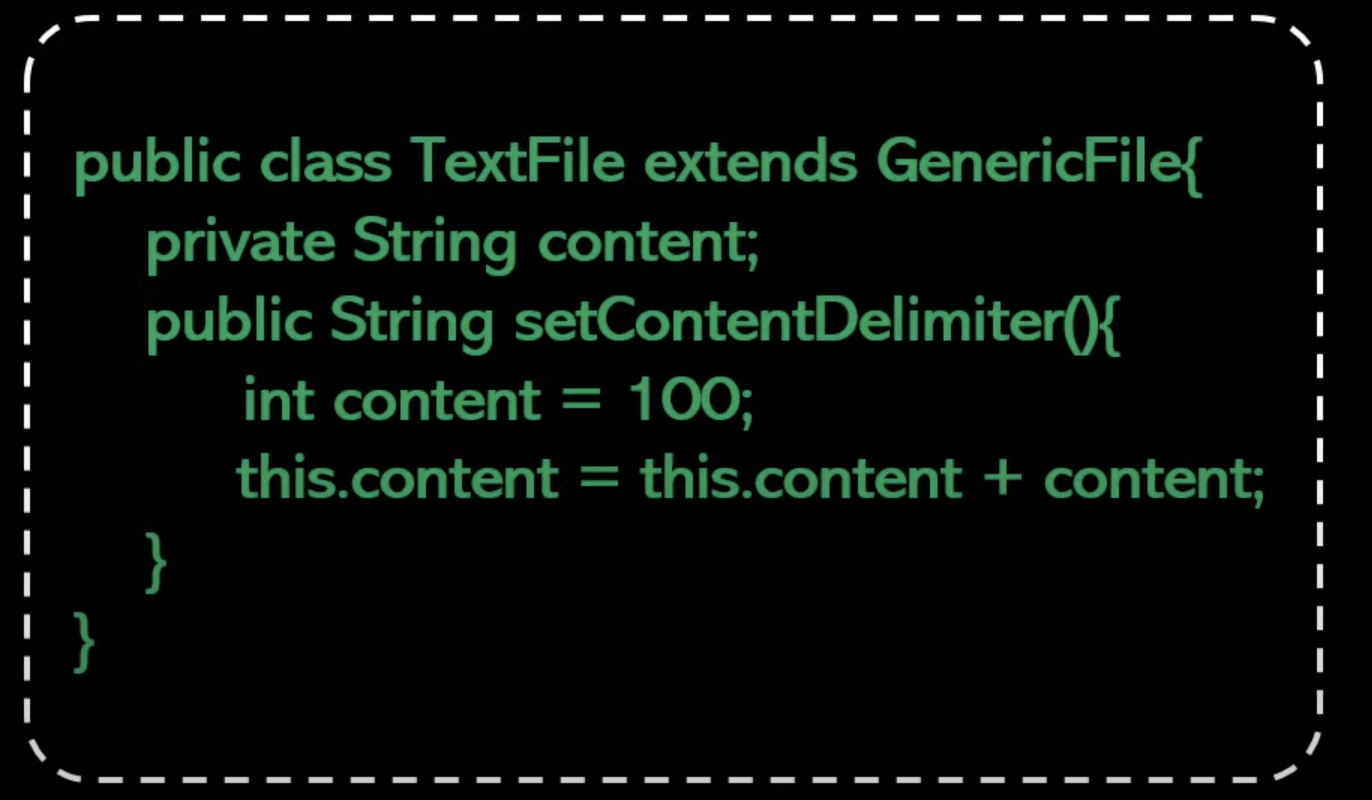 public class TextFile extends GenericFile{
private String content;
public String setContentDelimiter(){
int content = 100;
this.content = this.content + content;
}
}